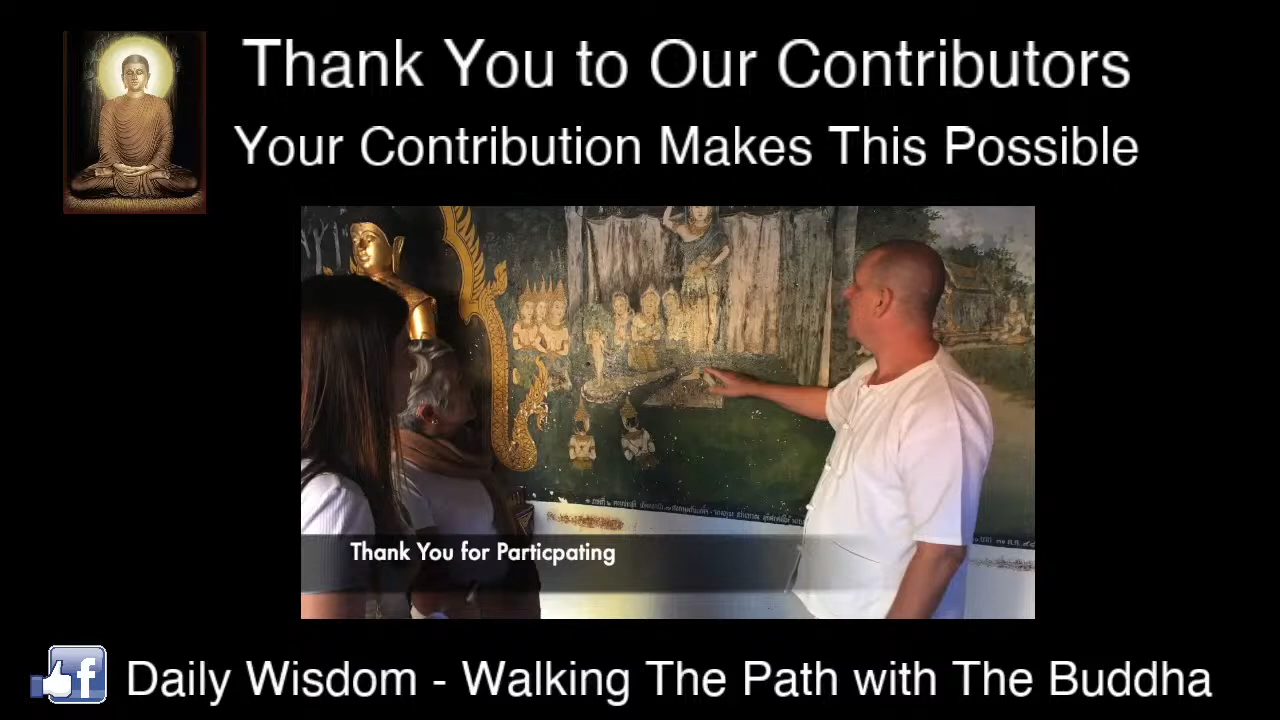 Thank You to Our Contributors
Your Contribution Makes This Possible
Thank You for Particpating
f
Daily Wisdom - Walking The Path with The Buddha